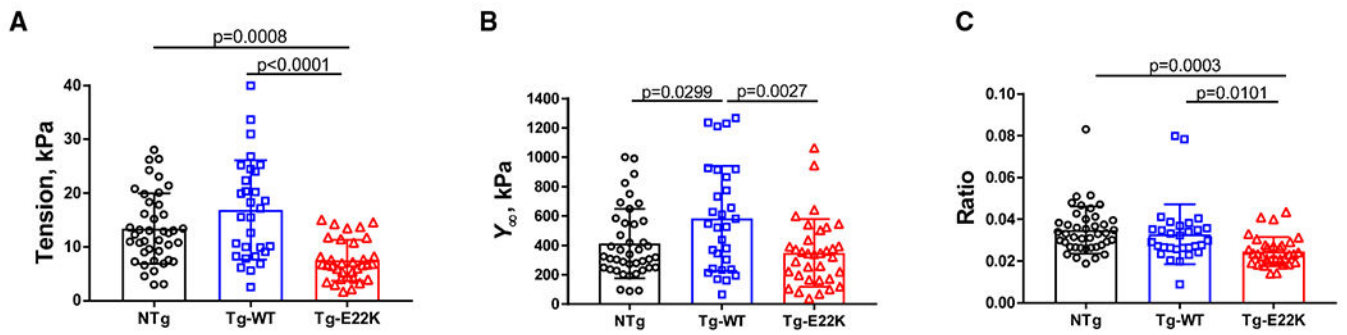 A
p=0.0008
p<0.0001
40
30
20
10
0
Tension, kPa
NTg
Tg-WT
Tg-E22K
B
p=0.0299
p=0.0027
1400
1200
1000
800
600
400
200
0
Y∞, kPa
NTg
Tg-WT
Tg-E22K
C
p=0.0003
p=0.0101
0.10
0.08
0.06
0.04
0.02
0.00
Ratio
NTg
Tg-WT
Tg-E22K